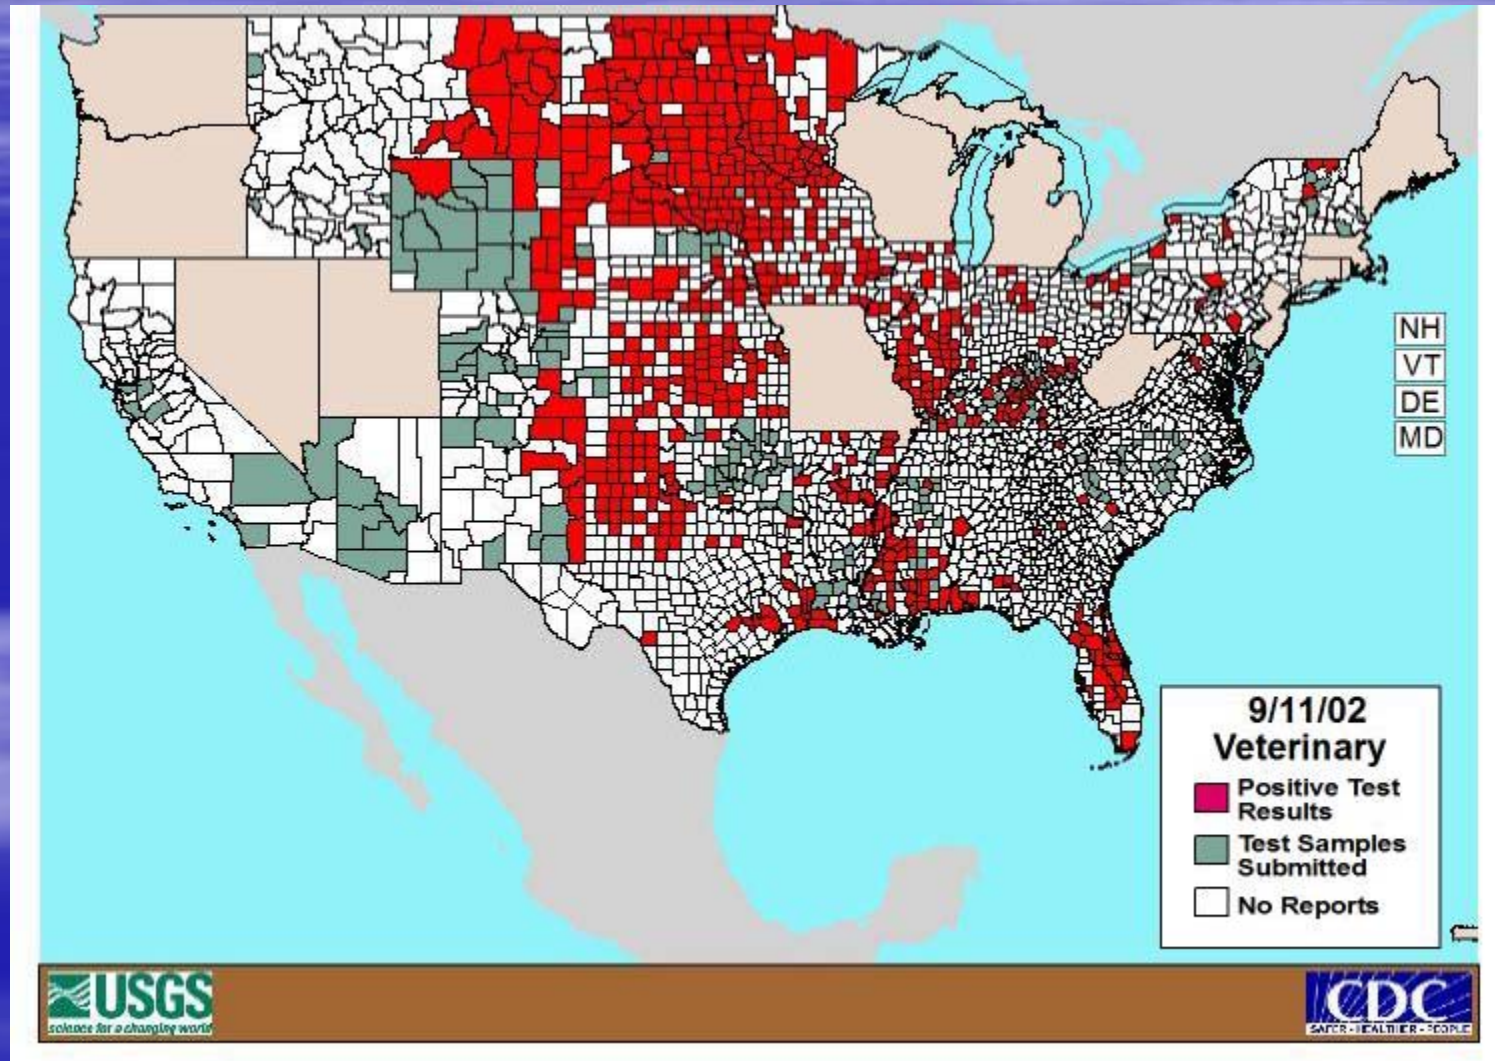 NH
VT
DE
MD
9/11/02
Veterinary
Positive Test
Results
Test Samples
Submitted
No Reports
USGS
science for a changing world
CDC
SAFER • HEALTHIER • PEOPLE